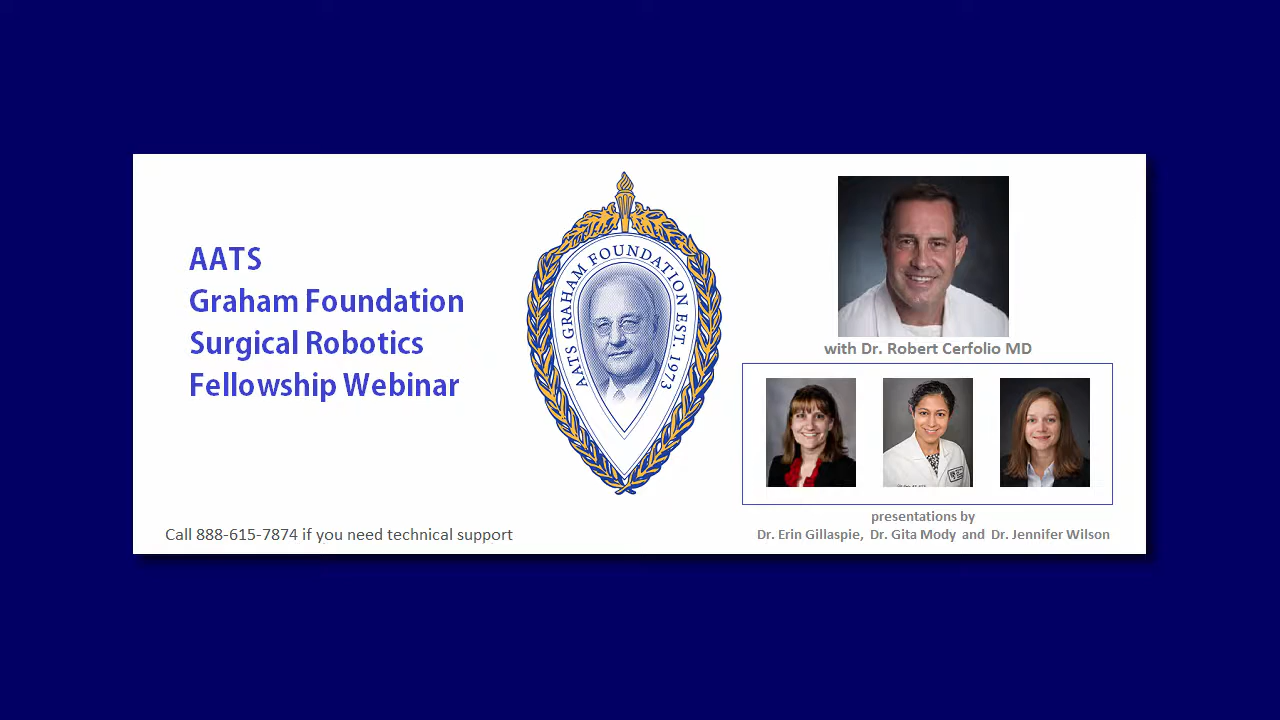 AATS
Graham Foundation
Surgical Robotics
Fellowship Webinar
Call 888-615-7874 if you need technical support
AATS GRAHAM FOUNDATION EST. 1973
with Dr. Robert Cerfolio MD
presentations by
Dr. Erin Gillaspie, Dr. Gita Mody and Dr. Jennifer Wilson